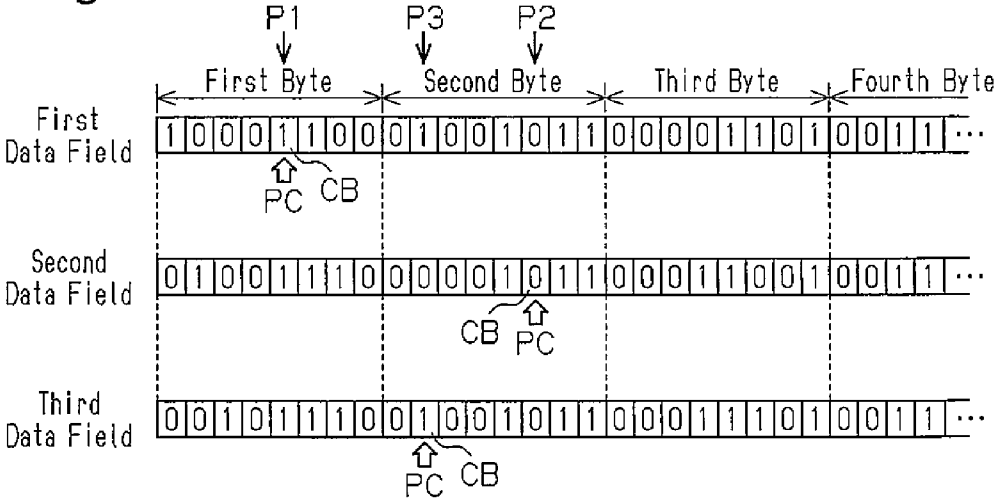 P1 P3 P2
First Byte Second Byte Third Byte Fourth Byte
First
Data Field
1 0 0 0 1 1 0 0 0 1 0 0 1 0 1 1 0 0 0 0 1 1 0 1 0 0 1 1 ...
PC CB
Second
Data Field
0 1 0 0 1 1 1 0 0 0 0 0 1 0 1 1 0 0 0 1 1 0 0 1 0 0 1 1 ...
CB PC
Third
Data Field
0 0 1 0 1 1 1 0 0 1 0 0 1 0 1 1 0 0 0 1 1 1 0 1 0 0 1 1 ...
PC CB